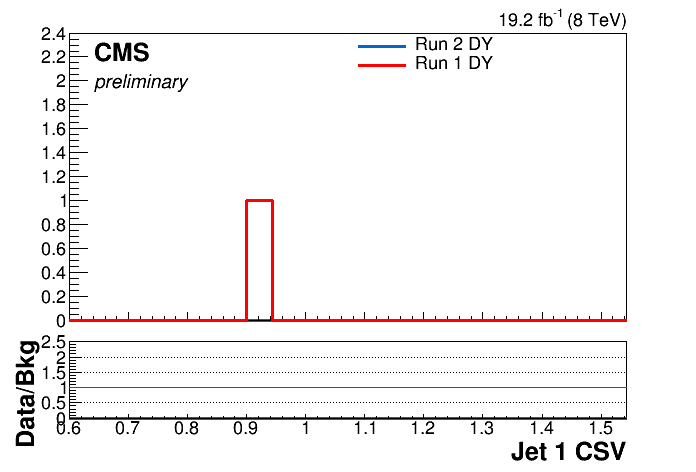 19.2 fb-1 (8 TeV)
CMS
preliminary
Run 2 DY
Run 1 DY
2.4
2.2
2
1.8
1.6
1.4
1.2
1
0.8
0.6
0.4
0.2
0
Data/Bkg
2.5
2
1.5
1
0.5
0
0.6 0.7 0.8 0.9 1 1.1 1.2 1.3 1.4 1.5
Jet 1 CSV